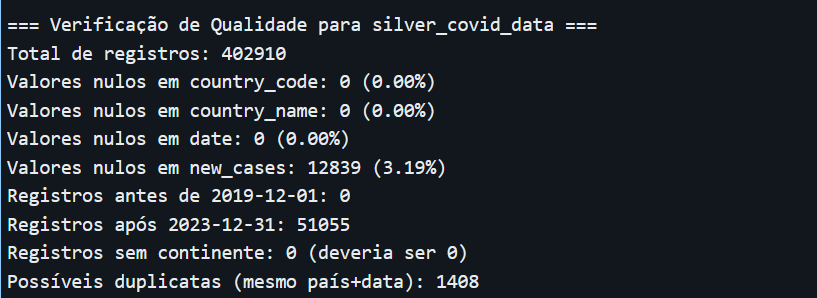 === Verificação de Qualidade para silver_covid_data ===
Total de registros: 402910
Valores nulos em country_code: 0 (0.00%)
Valores nulos em country_name: 0 (0.00%)
Valores nulos em date: 0 (0.00%)
Valores nulos em new_cases: 12839 (3.19%)
Registros antes de 2019-12-01: 0
Registros após 2023-12-31: 51055
Registros sem continente: 0 (deveria ser 0)
Possíveis duplicatas (mesmo país+data): 1408